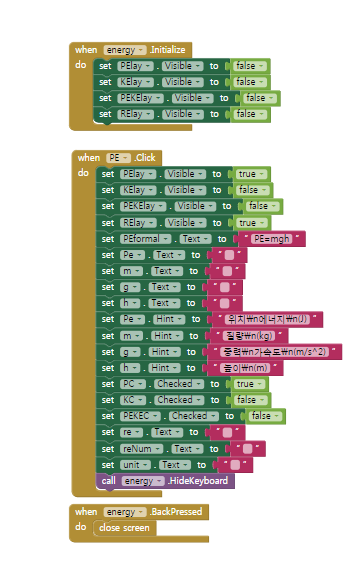 when energy .Initialize
do set PElay . Visible to false
set KElay . Visible to false
set PEKElay . Visible to false
set RElay . Visible to false
when PE .Click
do set PElay . Visible to true
set KElay . Visible to false
set PEKElay . Visible to false
set RElay . Visible to true
set PEformal . Text to " PE=mgh "
set Pe . Text to " "
set m . Text to " "
set g . Text to " "
set h . Text to " "
set Pe . Hint to " 위치₩n에너지₩n(J) "
set m . Hint to " 질량₩n(kg) "
set g . Hint to " 중력₩n가속도₩n(m/s^2) "
set h . Hint to " 높이₩n(m) "
set PC . Checked to true
set KC . Checked to false
set PEKEC . Checked to false
set re . Text to " "
set reNum . Text to " "
set unit . Text to " "
call energy .HideKeyboard
when energy .BackPressed
do close screen